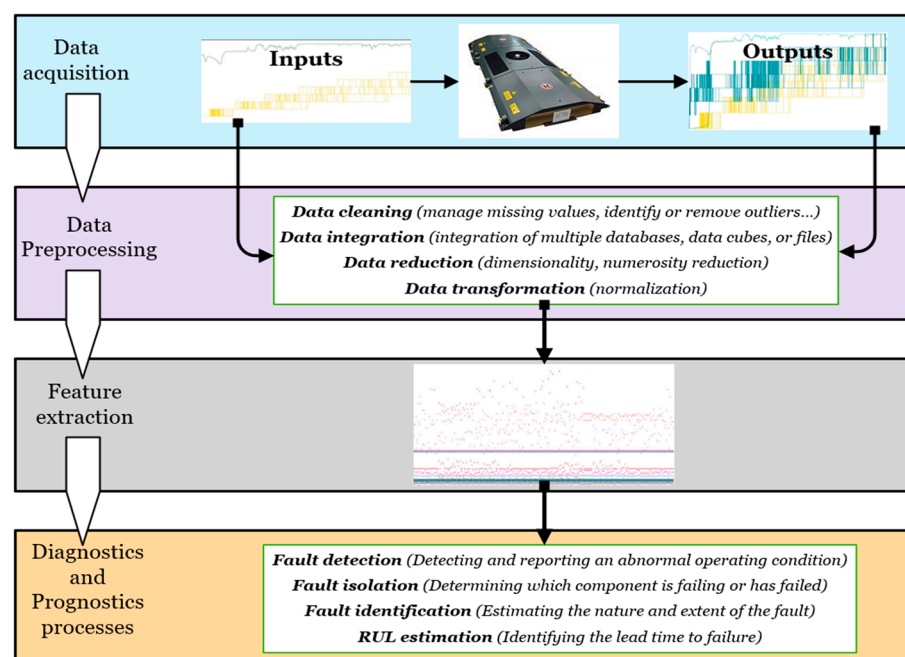 Data
acquisition
Inputs
Outputs
Data
Preprocessing
Data cleaning (manage missing values, identify or remove outliers...)
Data integration (integration of multiple databases, data cubes, or files)
Data reduction (dimensionality, numerosity reduction)
Data transformation (normalization)
Feature
extraction
Diagnostics
and
Prognostics
processes
Fault detection (Detecting and reporting an abnormal operating condition)
Fault isolation (Determining which component is failing or has failed)
Fault identification (Estimating the nature and extent of the fault)
RUL estimation (Identifying the lead time to failure)